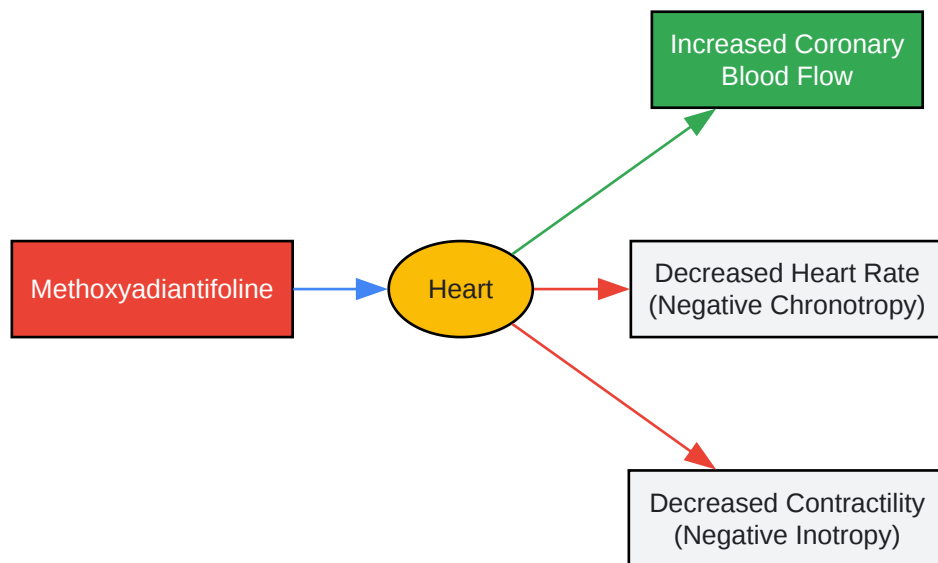 Increased Coronary
Blood Flow
Methoxyadiantifoline
Heart
Decreased Heart Rate
(Negative Chronotropy)
Decreased Contractility
(Negative Inotropy)